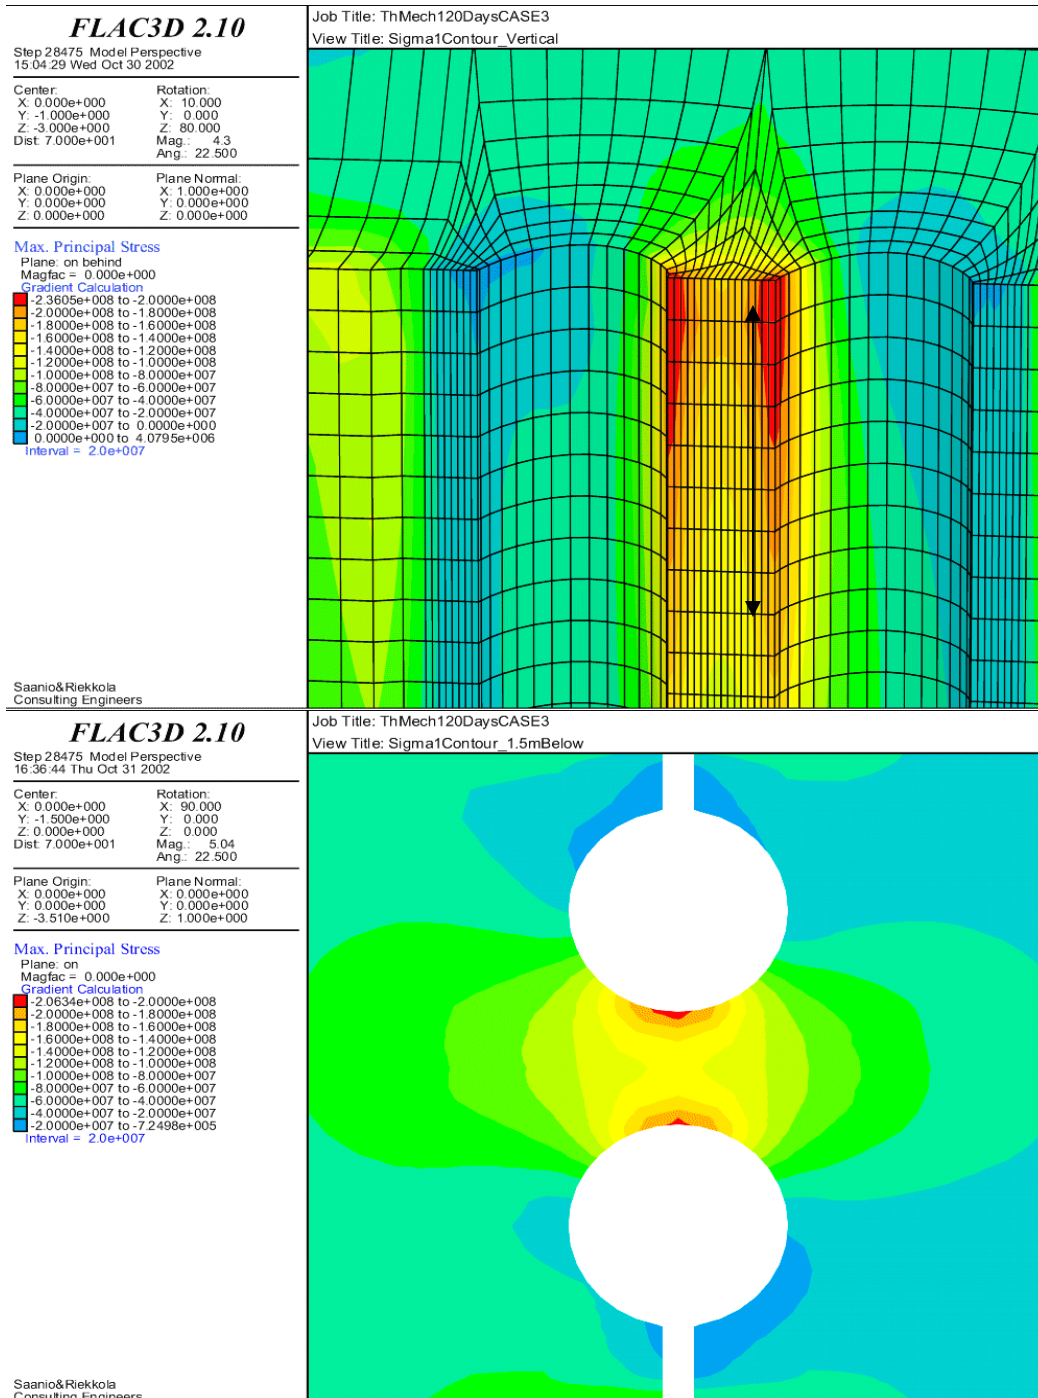 FLAC3D 2.10
Step 28475 Model Perspective
15:04:29 Wed Oct 30 2002
Center:
X: 0.000e+000
Y: -1.000e+000
Z: -3.000e+000
Dist: 7.000e+001
Rotation:
X: 10.000
Y: 0.000
Z: 80.000
Mag.: 4.3
Ang.: 22.500
Plane Origin:
X: 0.000e+000
Y: 0.000e+000
Z: 0.000e+000
Plane Normal:
X: 1.000e+000
Y: 0.000e+000
Z: 0.000e+000
Max. Principal Stress
Plane: on behind
Magfac = 0.000e+000
Gradient Calculation
-2.3605e+008 to -2.0000e+008
-2.0000e+008 to -1.8000e+008
-1.8000e+008 to -1.6000e+008
-1.6000e+008 to -1.4000e+008
-1.4000e+008 to -1.2000e+008
-1.2000e+008 to -1.0000e+008
-1.0000e+008 to -8.0000e+007
-8.0000e+007 to -6.0000e+007
-6.0000e+007 to -4.0000e+007
-4.0000e+007 to -2.0000e+007
-2.0000e+007 to 0.0000e+000
0.0000e+000 to 4.0795e+006
Interval = 2.0e+007
Saanio&Riekkola
Consulting Engineers
Job Title: ThMech120DaysCASE3
View Title: Sigma1Contour_Vertical
FLAC3D 2.10
Step 28475 Model Perspective
16:36:44 Thu Oct 31 2002
Center:
X: 0.000e+000
Y: -1.500e+000
Z: 0.000e+000
Dist: 7.000e+001
Rotation:
X: 90.000
Y: 0.000
Z: 0.000
Mag.: 5.04
Ang.: 22.500
Plane Origin:
X: 0.000e+000
Y: 0.000e+000
Z: -3.510e+000
Plane Normal:
X: 0.000e+000
Y: 0.000e+000
Z: 1.000e+000
Max. Principal Stress
Plane: on
Magfac = 0.000e+000
Gradient Calculation
-2.0634e+008 to -2.0000e+008
-2.0000e+008 to -1.8000e+008
-1.8000e+008 to -1.6000e+008
-1.6000e+008 to -1.4000e+008
-1.4000e+008 to -1.2000e+008
-1.2000e+008 to -1.0000e+008
-1.0000e+008 to -8.0000e+007
-8.0000e+007 to -6.0000e+007
-6.0000e+007 to -4.0000e+007
-4.0000e+007 to -2.0000e+007
-2.0000e+007 to -7.2498e+005
Interval = 2.0e+007
Saanio&Riekkola
Consulting Engineers
Job Title: ThMech120DaysCASE3
View Title: Sigma1Contour_1.5mBelow